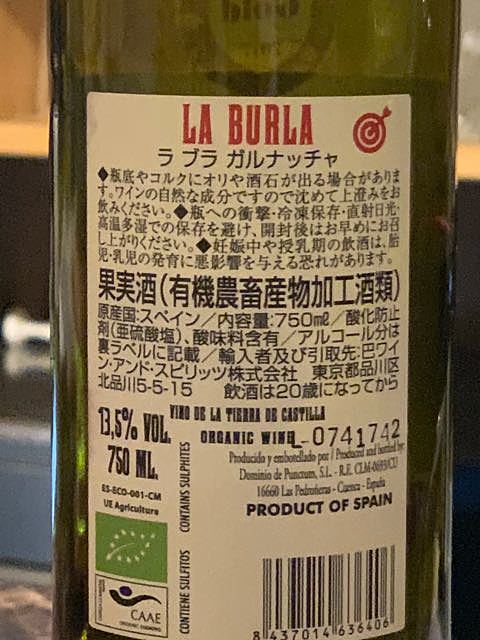 LA BURLA
ラ ブラ ガルナッチャ
◆瓶底やコルクにオリや酒石が出る場合がありま
す。ワインの自然な成分ですので沈めて上澄みをお
飲みください。◆瓶への衝撃・冷凍保存・直射日光・
高温多湿での保存を避け、開封後はお早めにお召
し上がりください。◆妊娠中や授乳期の飲酒は、胎
児・乳児の発育に悪影響を与える恐れがあります。
果実酒(有機農畜産物加工酒類)
原産国:スペイン/内容量:750㎖/酸化防止
剤(亜硫酸塩)、酸味料含有/アルコール分は
裏ラベルに記載/輸入者及び引取先:巴ワイ
ン・アンド・スピリッツ株式会社 東京都品川区
北品川5-5-15 飲酒は20歳になってから
VINO DE LA TIERRA DE CASTILLA
ORGANIC WINE
L-0741742
13,5% VOL.
750 ML.
ES-ECO-001-CM
UE Agriculture
CAAE
CONTIENE SULFITOS CONTAINS SULPHITES
Producido y embotellado por / Produced and bottled by:
Dominio de Punctum, S.L. - R.E. CLM-0693/CU
16660 Las Pedroñeras - Cuenca - España
PRODUCT OF SPAIN
8 437014 636406